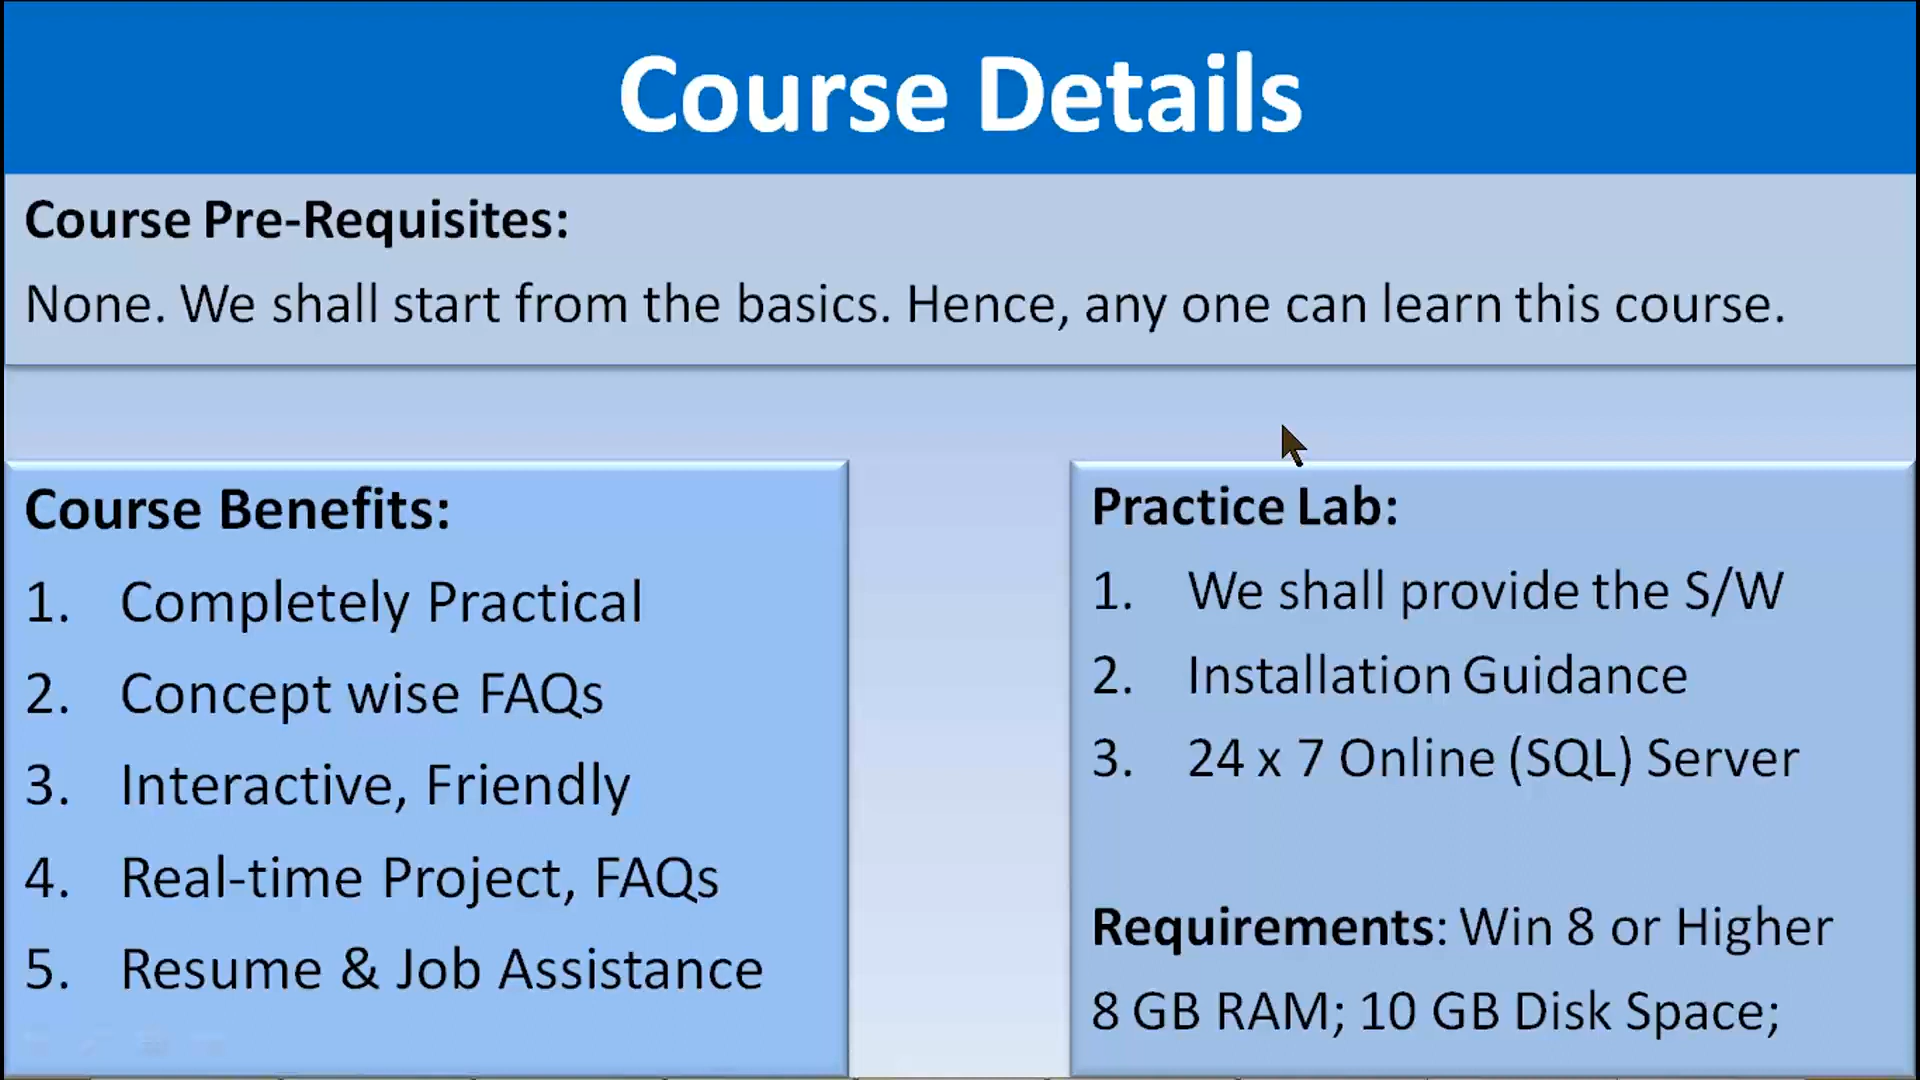 Course Details
Course Pre-Requisites:
None. We shall start from the basics. Hence, any one can learn this course.
Course Benefits:
1. Completely Practical
2. Concept wise FAQs
3. Interactive, Friendly
4. Real-time Project, FAQs
5. Resume & Job Assistance
Practice Lab:
1. We shall provide the S/W
2. Installation Guidance
3. 24 x 7 Online (SQL) Server
Requirements: Win 8 or Higher
8 GB RAM; 10 GB Disk Space;